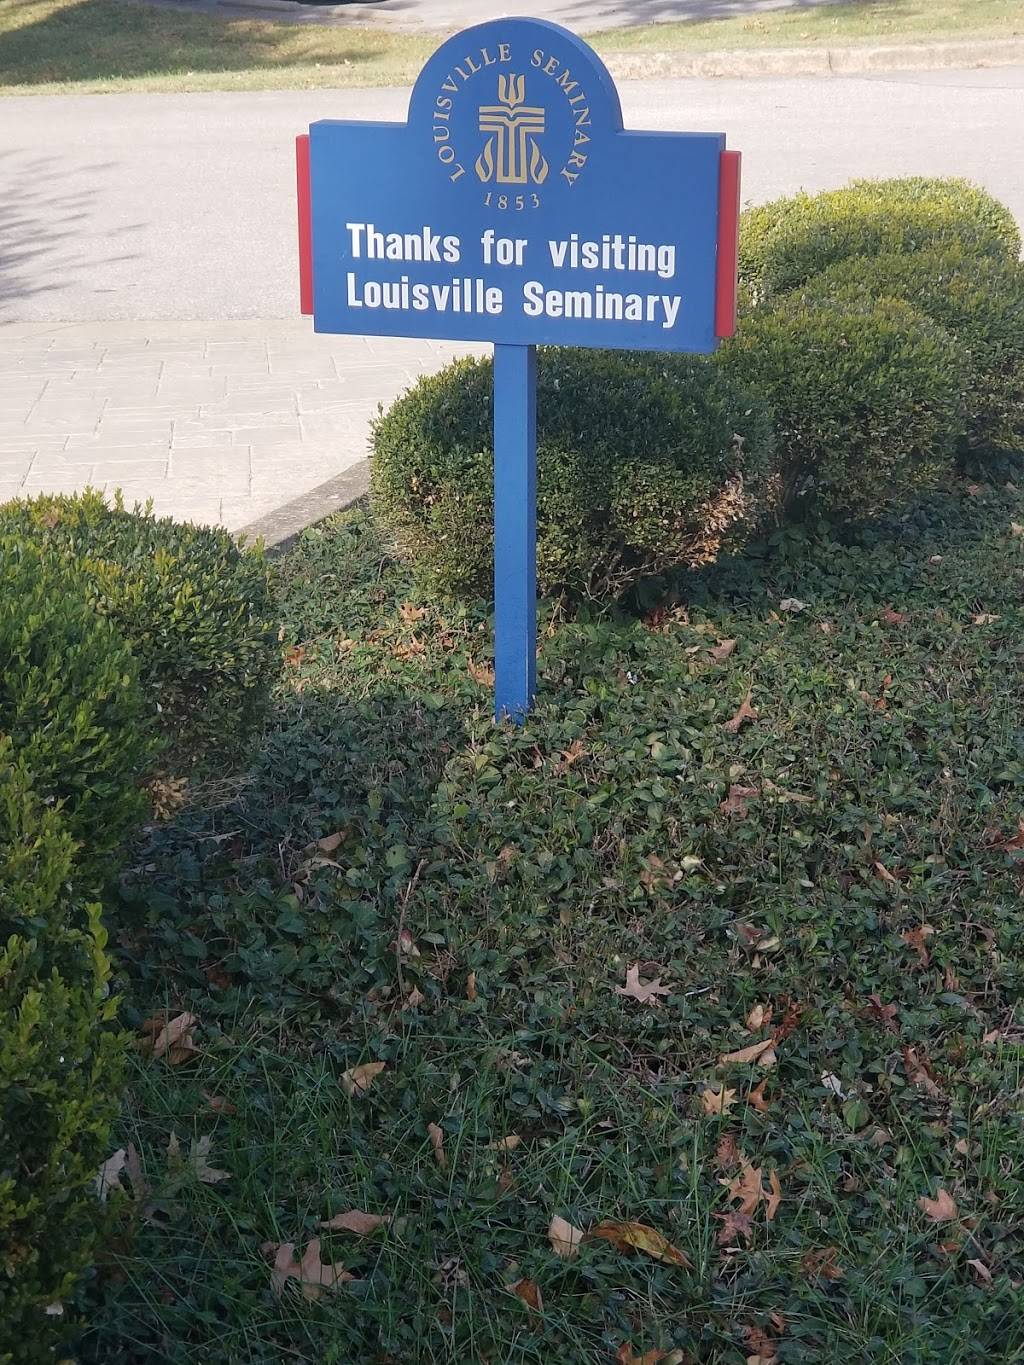 LOUISVILLE SEMINARY
1853
Thanks for visiting
Louisville Seminary